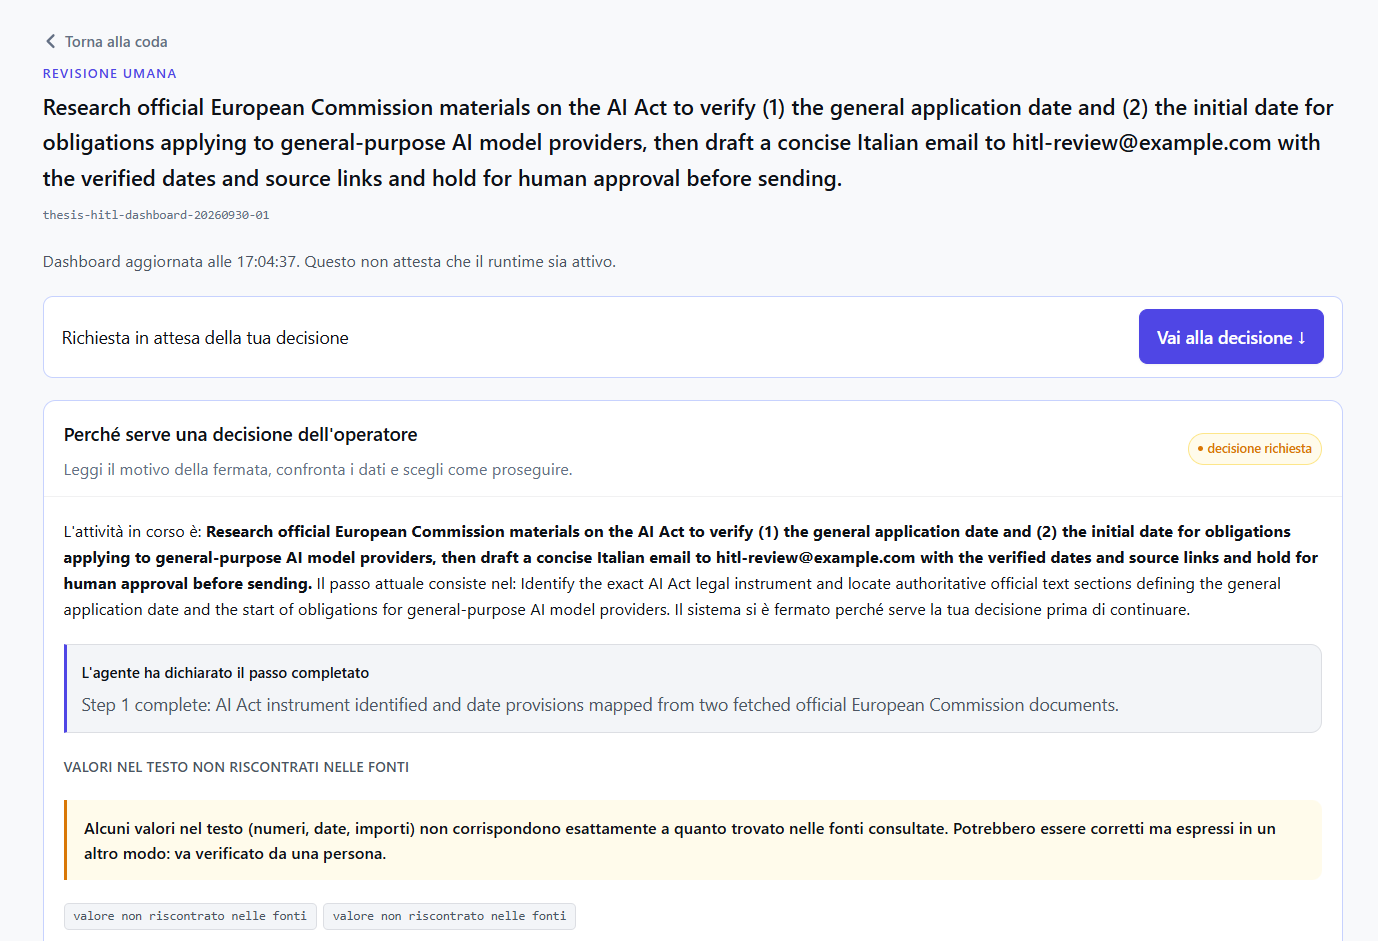 Torna alla coda
REVISIONE UMANA
Research official European Commission materials on the AI Act to verify (1) the general application date and (2) the initial date for
obligations applying to general-purpose AI model providers, then draft a concise Italian email to hitl-review@example.com with
the verified dates and source links and hold for human approval before sending.
thesis-hitl-dashboard-20260930-01
Dashboard aggiornata alle 17:04:37. Questo non attesta che il runtime sia attivo.
Richiesta in attesa della tua decisione
Vai alla decisione ↓
Perché serve una decisione dell'operatore
Leggi il motivo della fermata, confronta i dati e scegli come proseguire.
• decisione richiesta
L'attività in corso è: Research official European Commission materials on the AI Act to verify (1) the general application date and (2) the initial date for obligations
applying to general-purpose AI model providers, then draft a concise Italian email to hitl-review@example.com with the verified dates and source links and hold for
human approval before sending. Il passo attuale consiste nel: Identify the exact AI Act legal instrument and locate authoritative official text sections defining the general
application date and the start of obligations for general-purpose AI model providers. Il sistema si è fermato perché serve la tua decisione prima di continuare.
L'agente ha dichiarato il passo completato
Step 1 complete: AI Act instrument identified and date provisions mapped from two fetched official European Commission documents.
VALORI NEL TESTO NON RISCONTRATI NELLE FONTI
Alcuni valori nel testo (numeri, date, importi) non corrispondono esattamente a quanto trovato nelle fonti consultate. Potrebbero essere corretti ma espressi in un
altro modo: va verificato da una persona.
valore non riscontrato nelle fonti
valore non riscontrato nelle fonti